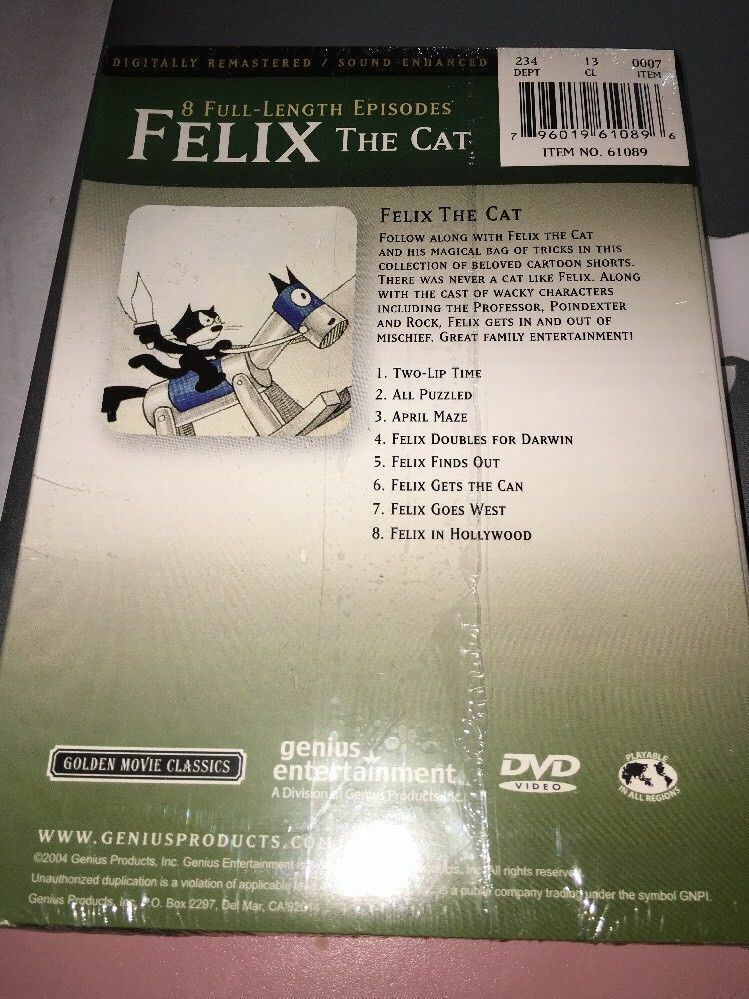 DIGITALLY REMASTERED / SOUND ENHANCED
234 13 0007
DEPT CL ITEM
7 96019 61089 6
ITEM NO. 61089
8 FULL-LENGTH EPISODES
FELIX THE CAT
FELIX THE CAT
FOLLOW ALONG WITH FELIX THE CAT
AND HIS MAGICAL BAG OF TRICKS IN THIS
COLLECTION OF BELOVED CARTOON SHORTS.
THERE WAS NEVER A CAT LIKE FELIX. ALONG
WITH THE CAST OF WACKY CHARACTERS
INCLUDING THE PROFESSOR, POINDEXTER
AND ROCK, FELIX GETS IN AND OUT OF
MISCHIEF. GREAT FAMILY ENTERTAINMENT!
1. TWO-LIP TIME
2. ALL PUZZLED
3. APRIL MAZE
4. FELIX DOUBLES FOR DARWIN
5. FELIX FINDS OUT
6. FELIX GETS THE CAN
7. FELIX GOES WEST
8. FELIX IN HOLLYWOOD
GOLDEN MOVIE CLASSICS
genius
entertainment
A Division of Genius Products, Inc.
DVD
VIDEO
PLAYABLE
IN ALL REGIONS
WWW.GENIUSPRODUCTS.COM
©2004 Genius Products, Inc. Genius Entertainment All rights reserved
Unauthorized duplication is a violation of applicable as a public company trading under the symbol GNPI.
Genius Products, Inc. P.O. Box 2297, Del Mar, CA